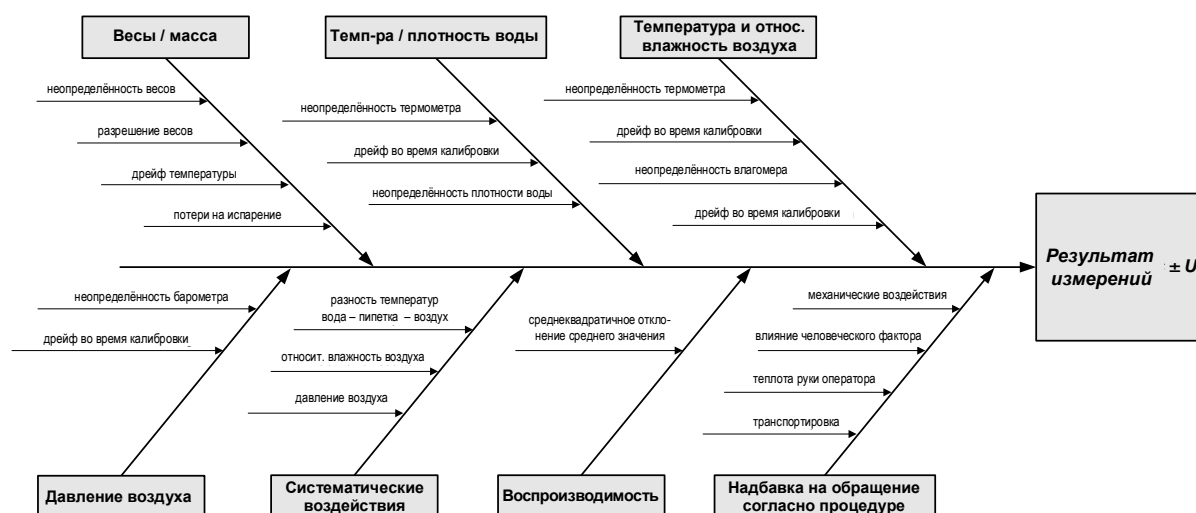 Весы / масса
Темп-ра / плотность воды
Температура и относ.
влажность воздуха
неопределённость весов
разрешение весов
дрейф температуры
потери на испарение
неопределённость термометра
дрейф во время калибровки
неопределённость плотности воды
неопределённость термометра
дрейф во время калибровки
неопределённость влагомера
дрейф во время калибровки
Результат
измерений
± U
неопределённость барометра
дрейф во время калибровки
разность температур
вода – пипетка – воздух
относит. влажность воздуха
давление воздуха
среднеквадратичное откло-
нение среднего значения
механические воздействия
влияние человеческого фактора
теплота руки оператора
транспортировка
Давление воздуха
Систематические
воздействия
Воспроизводимость
Надбавка на обращение
согласно процедуре